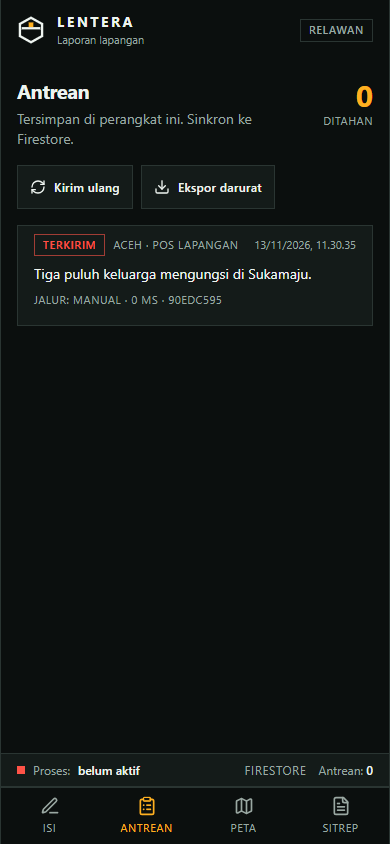 LENTERA
Laporan lapangan
RELAWAN
Antrean
Tersimpan di perangkat ini. Sinkron ke
Firestore.
0
DITAHAN
Kirim ulang
Ekspor darurat
TERKIRIM ACEH · POS LAPANGAN 13/11/2026, 11.30.35
Tiga puluh keluarga mengungsi di Sukamaju.
JALUR: MANUAL · 0 MS · 90EDC595
Proses: belum aktif FIRESTORE Antrean: 0
ISI ANTREAN PETA SITREP